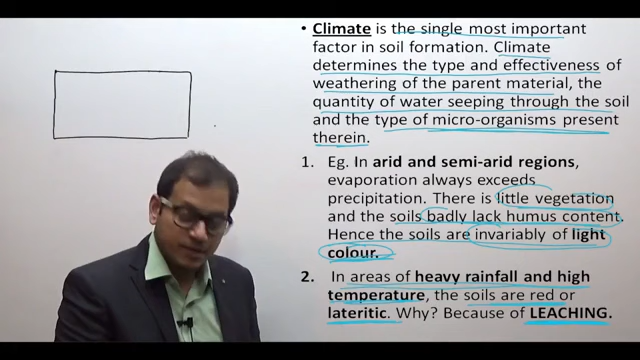 • Climate is the single most important
factor in soil formation. Climate
determines the type and effectiveness of
weathering of the parent material, the
quantity of water seeping through the soil
and the type of micro-organisms present
therein.
1. Eg. In arid and semi-arid regions,
evaporation always exceeds
precipitation. There is little vegetation
and the soils badly lack humus content.
Hence the soils are invariably of light
colour.
2. In areas of heavy rainfall and high
temperature, the soils are red or
lateritic. Why? Because of LEACHING.